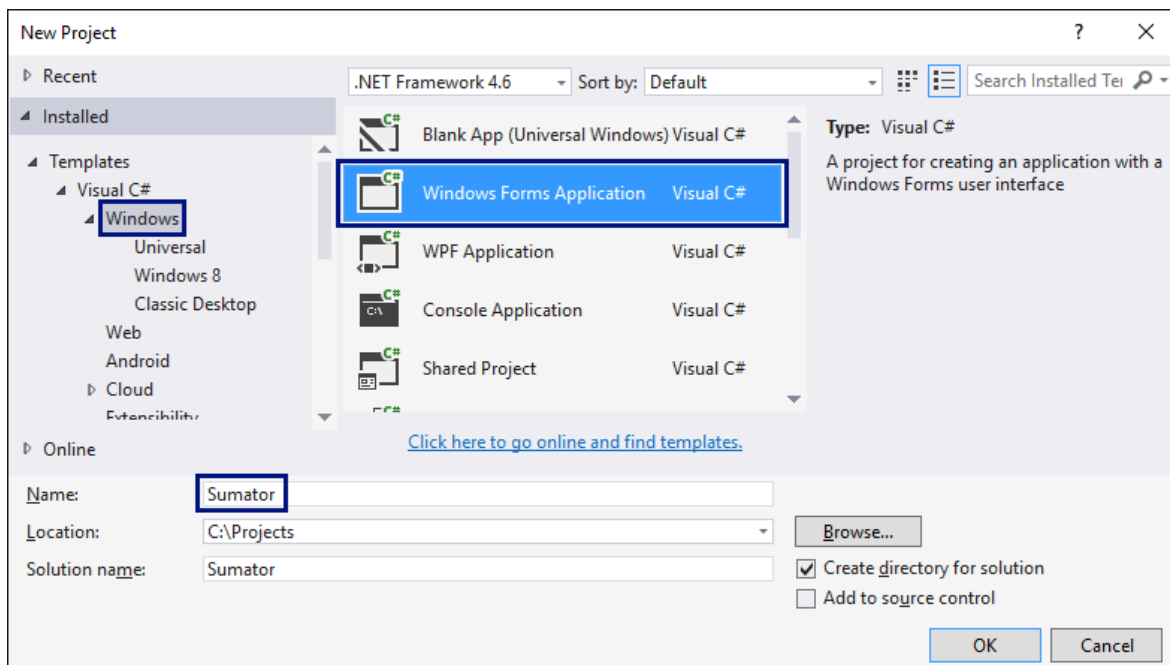 New Project
?
Recent
.NET Framework 4.6
Sort by: Default
Search Installed Te
Installed
Templates
Visual C#
Windows
Universal
Windows 8
Classic Desktop
Web
Android
Cloud
Extensibility
Online
C#
Blank App (Universal Windows) Visual C#
C#
Windows Forms Application Visual C#
C#
WPF Application Visual C#
C#
C:\
Console Application Visual C#
C#
Shared Project Visual C#
C#
Click here to go online and find templates.
Type: Visual C#
A project for creating an application with a
Windows Forms user interface
Name: Sumator
Location: C:\Projects
Browse...
Solution name: Sumator
Create directory for solution
Add to source control
OK
Cancel